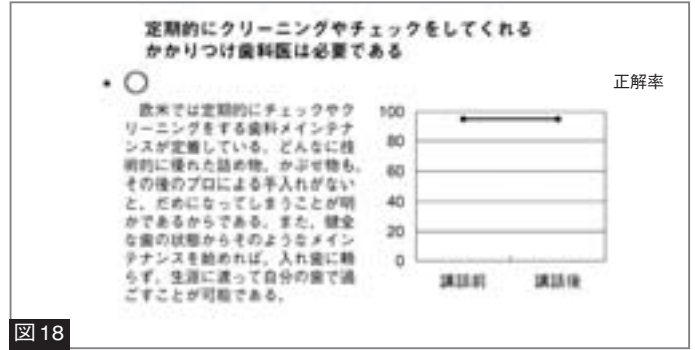 定期的にクリーニングやチェックをしてくれる
かかりつけ歯科医は必要である
• ○
欧米では定期的にチェックやク
リーニングをする歯科メインテナ
ンスが定着している。どんなに技
術的に優れた詰め物、かぶせ物も、
その後のプロによる手入れがない
と、だめになってしまうことが明
かであるからである。また、健全
な歯の状態からそのようなメイン
テナンスを始めれば、入れ歯に頼
らず、生涯に渡って自分の歯で過
ごすことが可能である。
正解率
100
80
60
40
20
0
講話前 講話後
図18